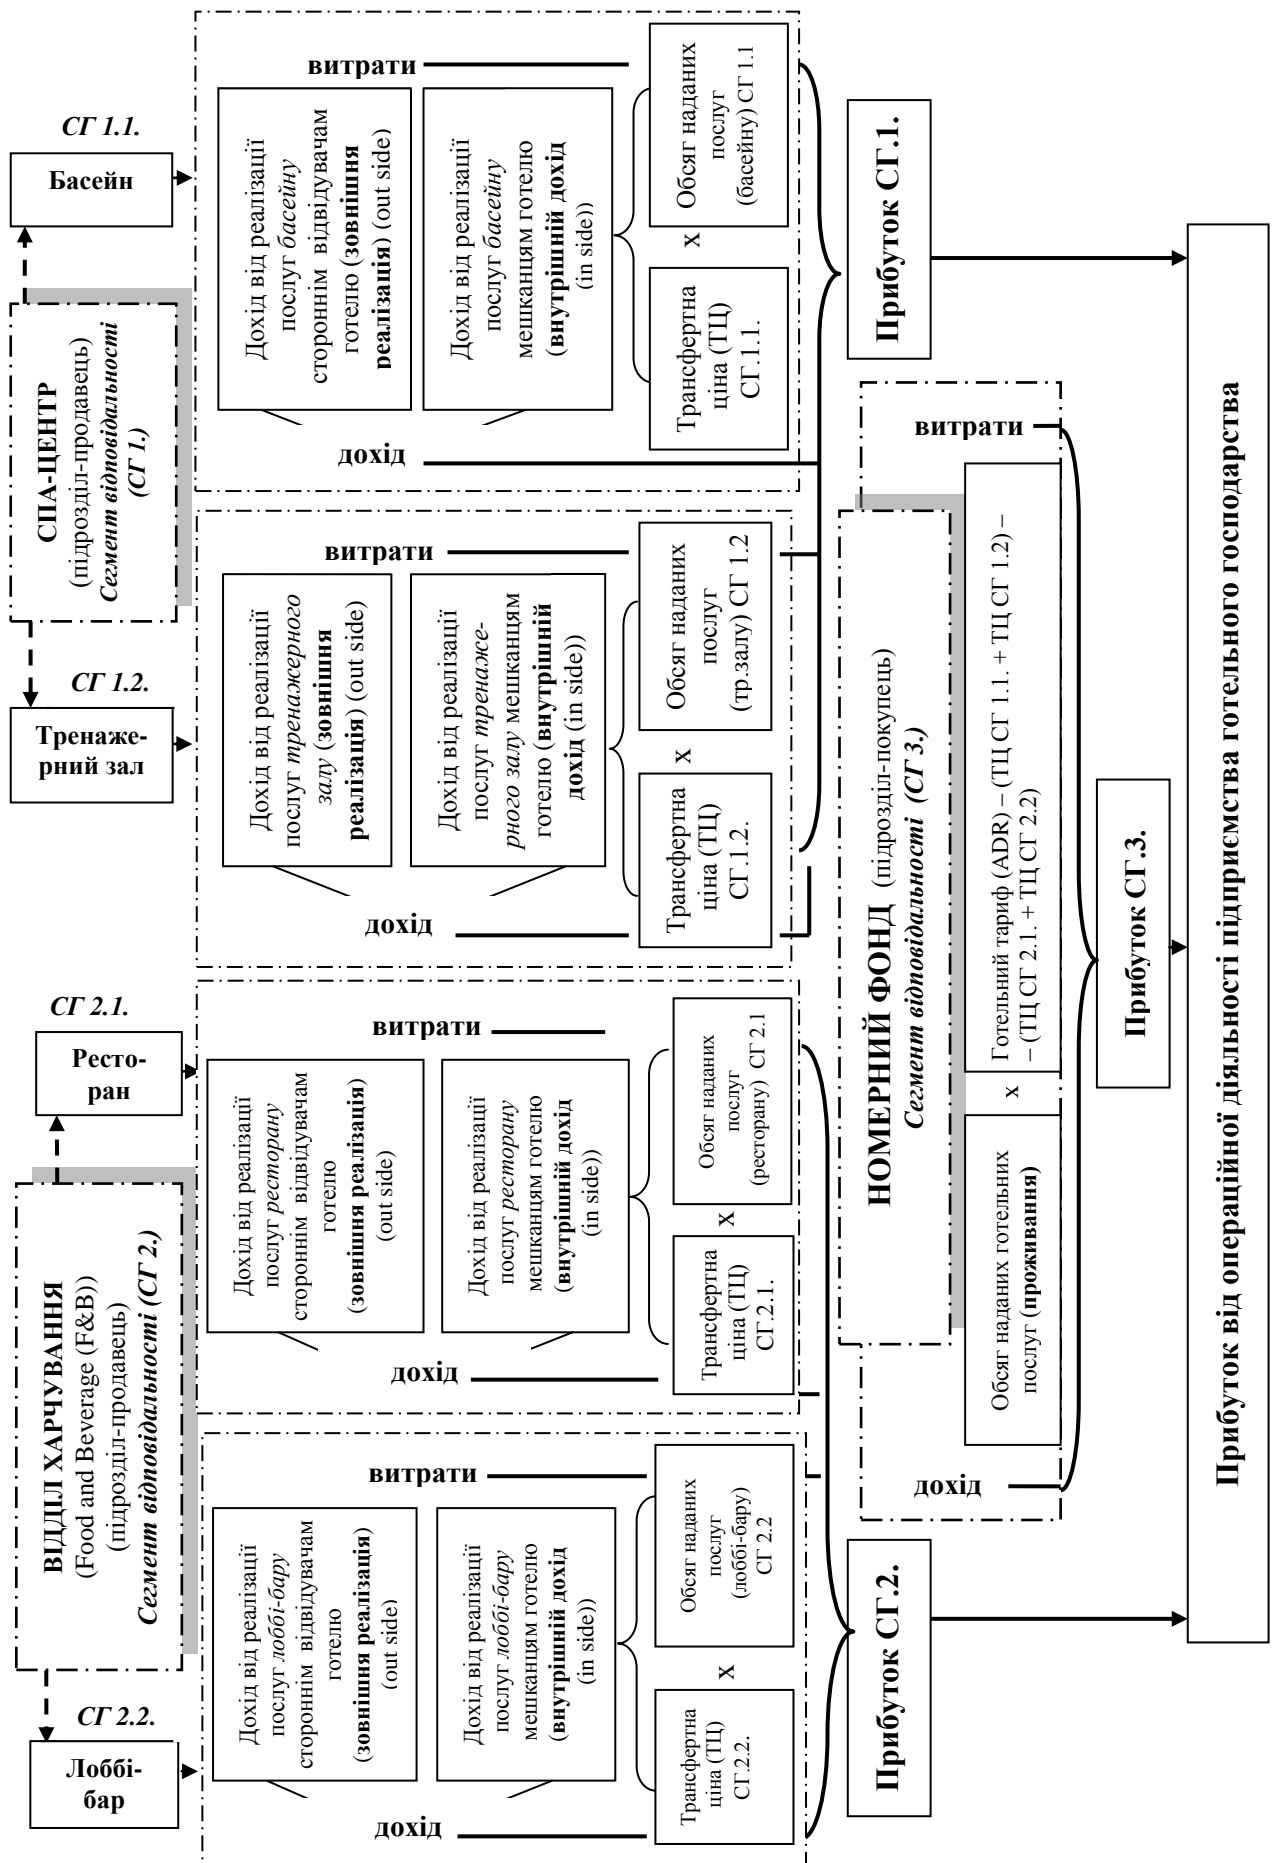 ВІДДІЛ ХАРЧУВАННЯ
(Food and Beverage (F&B))
(підрозділ-продавець)
Сегмент відповідальності (СГ 2.)
СПА-ЦЕНТР
(підрозділ-продавець)
Сегмент відповідальності
(СГ 1.)
СГ 2.2.
Лоббі-
бар
СГ 2.1.
Ресто-
ран
СГ 1.2.
Тренаже-
рний зал
СГ 1.1.
Басейн
дохід
Дохід від реалізації
послуг лоббі-бару
стороннім відвідувачам
готелю
(зовнішня реалізація)
(out side)
Дохід від реалізації
послуг лоббі-бару
мешканцям готелю
(внутрішній дохід
(in side))
витрати
Трансфертна
ціна (ТЦ)
СГ.2.2.
X
Обсяг наданих
послуг
(лоббі-бару)
СГ 2.2
дохід
Дохід від реалізації
послуг ресторану
стороннім відвідувачам
готелю
(зовнішня реалізація)
(out side)
Дохід від реалізації
послуг ресторану
мешканцям готелю
(внутрішній дохід
(in side))
витрати
Трансфертна
ціна (ТЦ)
СГ.2.1.
X
Обсяг наданих
послуг
(ресторану) СГ 2.1
дохід
Дохід від реалізації
послуг тренажерного
залу (зовнішня
реалізація) (out side)
Дохід від реалізації
послуг тренаже-
рного залу мешканцям
готелю (внутрішній
дохід (in side))
витрати
Трансфертна
ціна (ТЦ)
СГ.1.2.
X
Обсяг наданих
послуг
(тр.залу) СГ 1.2
дохід
Дохід від реалізації
послуг басейну
стороннім відвідувачам
готелю (зовнішня
реалізація) (out side)
Дохід від реалізації
послуг басейну
мешканцям готелю
(внутрішній дохід
(in side))
витрати
Трансфертна
ціна (ТЦ)
СГ.1.1.
X
Обсяг наданих
послуг
(басейну) СГ 1.1
Прибуток СГ.2.
Прибуток СГ.1.
НОМЕРНИЙ ФОНД (підрозділ-покупець)
Сегмент відповідальності (СГ 3.)
дохід
Обсяг наданих готельних
послуг (проживання)
X
Готельний тариф (ADR) – (ТЦ СГ 1.1. + ТЦ СГ 1.2) –
– (ТЦ СГ 2.1. + ТЦ СГ 2.2)
витрати
Прибуток СГ.3.
Прибуток від операційної діяльності підприємства готельного господарства